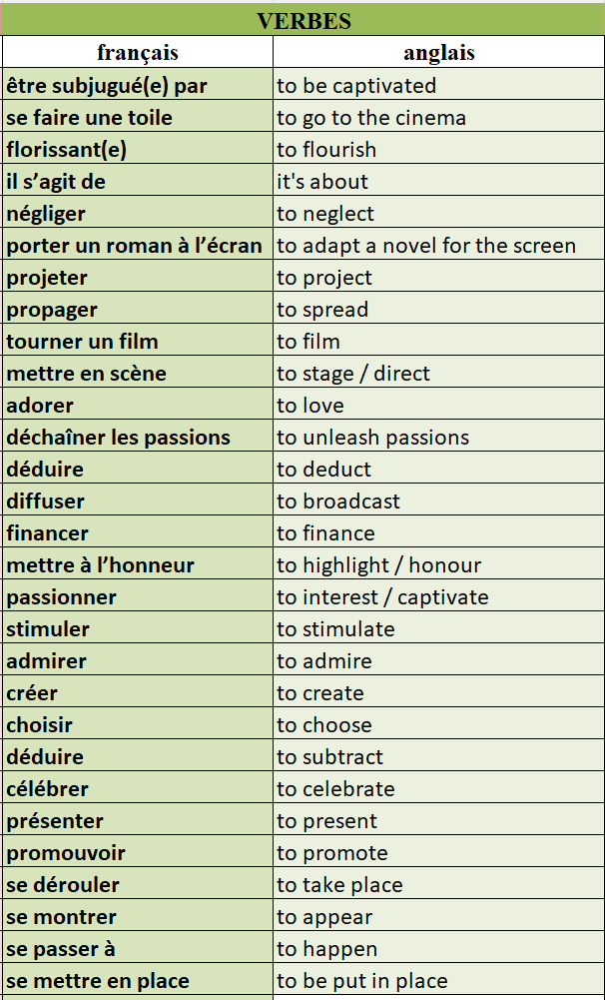 VERBES
français anglais
être subjugué(e) par to be captivated
se faire une toile to go to the cinema
florissant(e) to flourish
il s’agit de it's about
négliger to neglect
porter un roman à l’écran to adapt a novel for the screen
projeter to project
propager to spread
tourner un film to film
mettre en scène to stage / direct
adorer to love
déchaîner les passions to unleash passions
déduire to deduct
diffuser to broadcast
financer to finance
mettre à l’honneur to highlight / honour
passionner to interest / captivate
stimuler to stimulate
admirer to admire
créer to create
choisir to choose
déduire to subtract
célébrer to celebrate
présenter to present
promouvoir to promote
se dérouler to take place
se montrer to appear
se passer à to happen
se mettre en place to be put in place